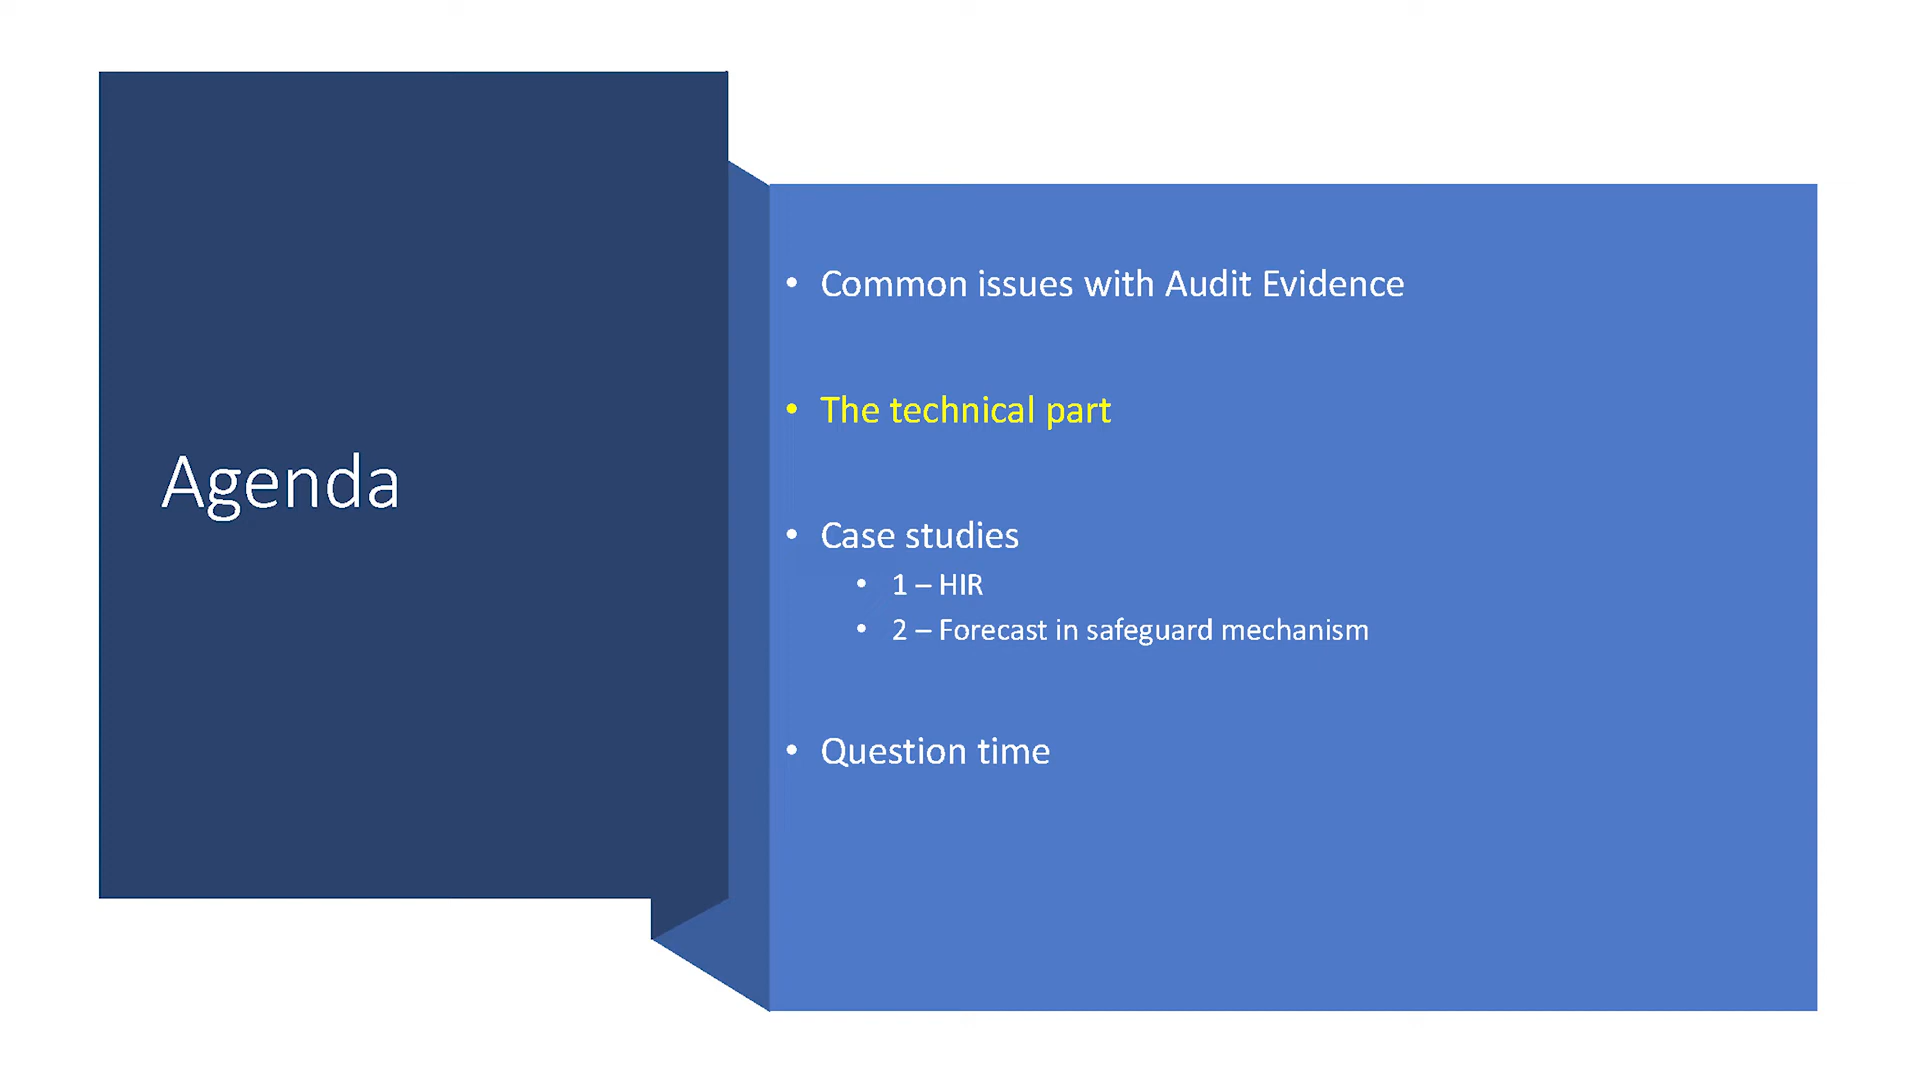 Agenda
• Common issues with Audit Evidence
• The technical part
• Case studies
• 1 – HIR
• 2 – Forecast in safeguard mechanism
• Question time